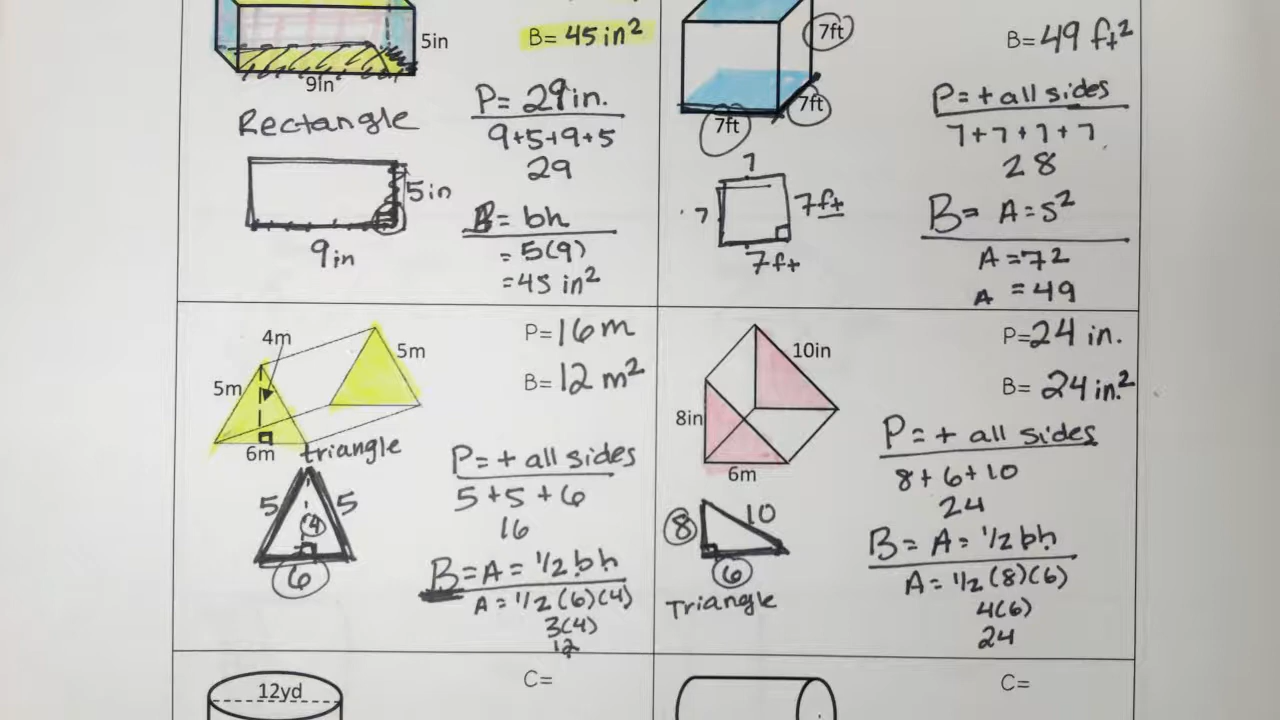 5in
9in
B= 45 in²
Rectangle
5in
9in
P= 29in.
9+5+9+5
29
B= bh
= 5(9)
=45 in²
7ft
7ft
7ft
7
7ft
7
7ft
B= 49 ft²
P= + all sides
7+7+7+7
28
B= A=s²
A=7²
A =49
4m
5m
5m
6m
triangle
5
5
4
6
P= 16 m
B= 12 m²
P= + all sides
5+5+6
16
B=A= 1/2 bh
A= 1/2 (6)(4)
3(4)
12
10in
8in
6m
8
10
6
Triangle
P= 24 in.
B= 24 in.²
P= + all sides
8+6+10
24
B= A= 1/2 bh
A= 1/2 (8)(6)
4(6)
24
12yd
C=
C=